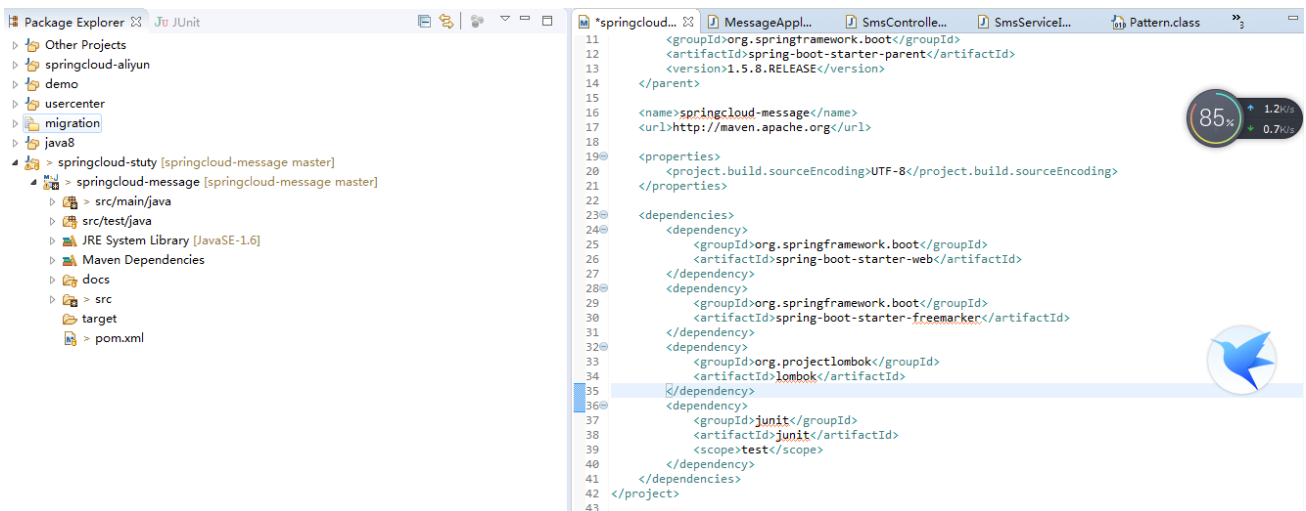 Package Explorer
Ju JUnit
Other Projects
springcloud-aliyun
demo
usercenter
migration
java8
> springcloud-stuty [springcloud-message master]
> springcloud-message [springcloud-message master]
> src/main/java
src/test/java
JRE System Library [JavaSE-1.6]
Maven Dependencies
docs
> src
target
> pom.xml
*springcloud...
MessageAppl...
SmsControlle...
SmsServiceI...
Pattern.class
»3
11 <groupId>org.springframework.boot</groupId>
12 <artifactId>spring-boot-starter-parent</artifactId>
13 <version>1.5.8.RELEASE</version>
14 </parent>
15
16 <name>springcloud-message</name>
17 <url>http://maven.apache.org</url>
18
19 <properties>
20 <project.build.sourceEncoding>UTF-8</project.build.sourceEncoding>
21 </properties>
22
23 <dependencies>
24 <dependency>
25 <groupId>org.springframework.boot</groupId>
26 <artifactId>spring-boot-starter-web</artifactId>
27 </dependency>
28 <dependency>
29 <groupId>org.springframework.boot</groupId>
30 <artifactId>spring-boot-starter-freemarker</artifactId>
31 </dependency>
32 <dependency>
33 <groupId>org.projectlombok</groupId>
34 <artifactId>lombok</artifactId>
35 </dependency>
36 <dependency>
37 <groupId>junit</groupId>
38 <artifactId>junit</artifactId>
39 <scope>test</scope>
40 </dependency>
41 </dependencies>
42 </project>
43
85%
1.2K/s
0.7K/s